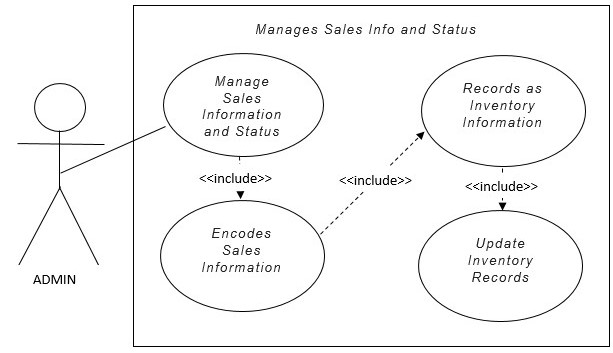 Manages Sales Info and Status
Manage
Sales
Information
and Status
<<include>>
Encodes
Sales
Information
<<include>>
Records as
Inventory
Information
<<include>>
Update
Inventory
Records
ADMIN